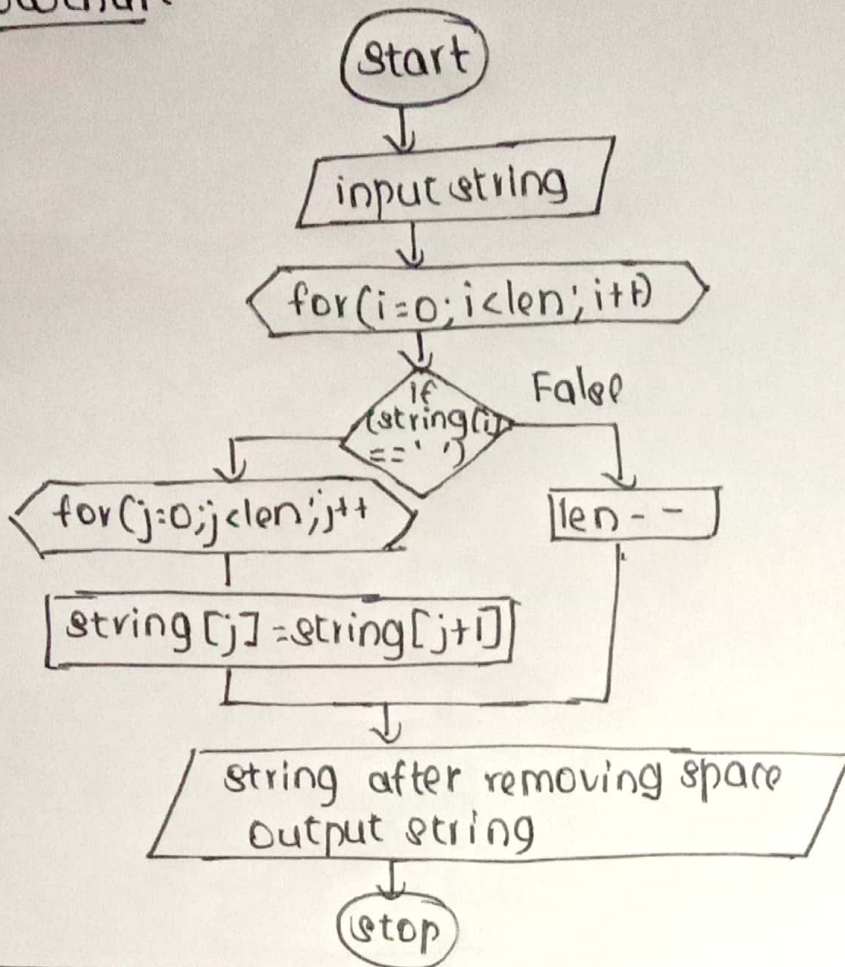 Start
input string
for(i=0; i<len; i++)
If
(string(i)
==' ')
False
for(j=0;j<len;j++
len--
string[j]=string[j+1]
string after removing space
output string
stop